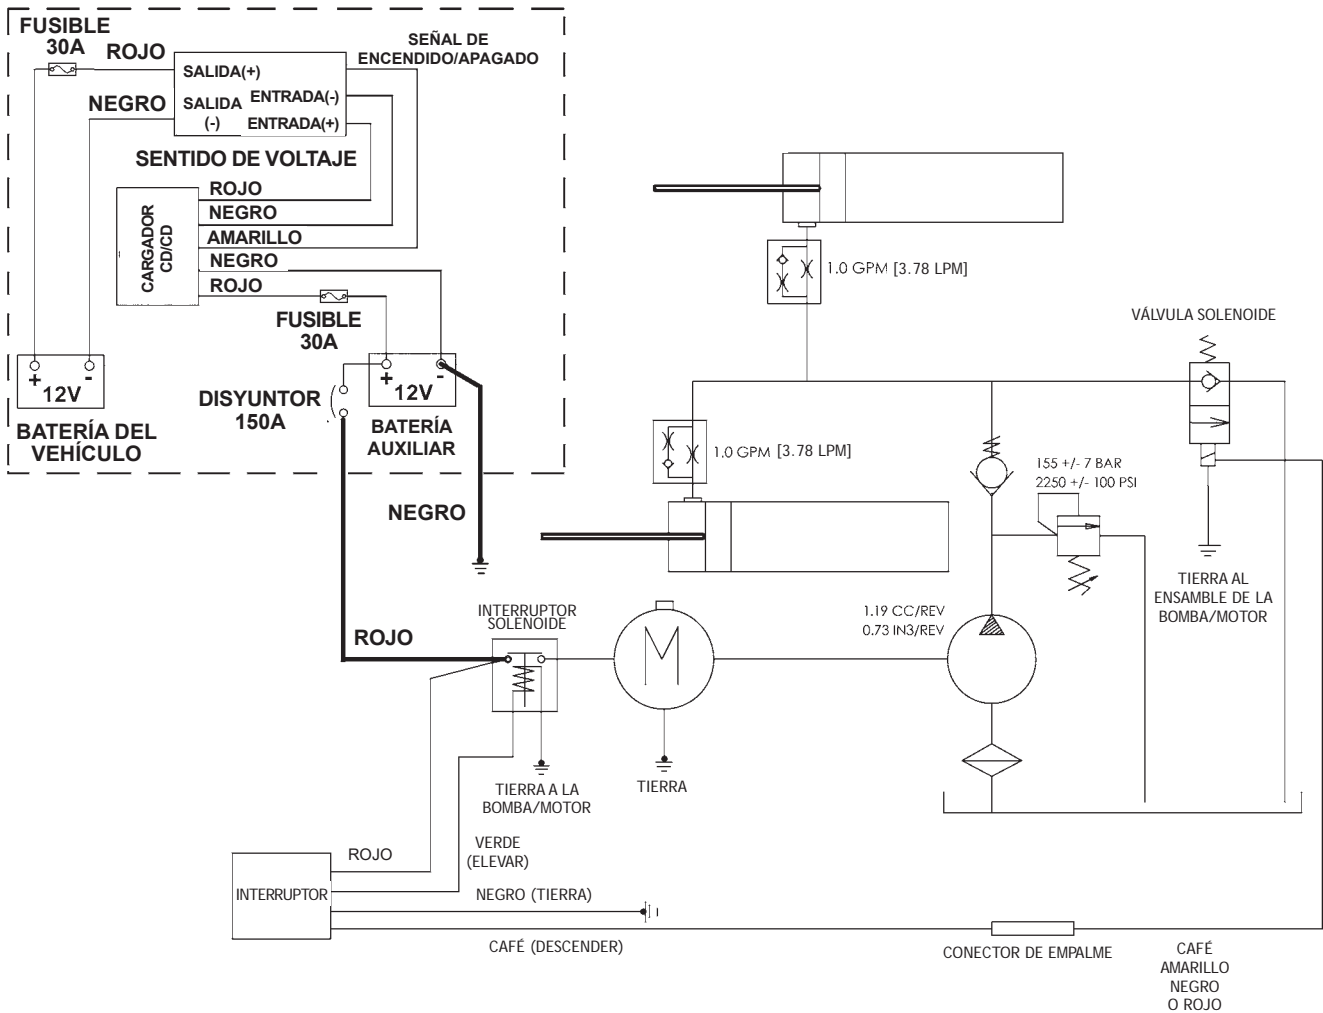 FUSIBLE
30A
ROJO
SEÑAL DE
ENCENDIDO/APAGADO
SALIDA(+)
NEGRO
SALIDA
(-)
ENTRADA(-)
ENTRADA(+)
SENTIDO DE VOLTAJE
CARGADOR
CD/CD
ROJO
NEGRO
AMARILLO
NEGRO
ROJO
FUSIBLE
30A
+ -
12V
BATERÍA DEL
VEHÍCULO
DISYUNTOR
150A
+ -
12V
BATERÍA
AUXILIAR
NEGRO
ROJO
1.0 GPM [3.78 LPM]
VÁLVULA SOLENOIDE
1.0 GPM [3.78 LPM]
155 +/- 7 BAR
2250 +/- 100 PSI
TIERRA AL
ENSAMBLE DE LA
BOMBA/MOTOR
INTERRUPTOR
SOLENOIDE
M
1.19 CC/REV
0.73 IN3/REV
TIERRA A LA
BOMBA/MOTOR
TIERRA
INTERRUPTOR
ROJO
VERDE
(ELEVAR)
NEGRO (TIERRA)
CAFÉ (DESCENDER)
CONECTOR DE EMPALME
CAFÉ
AMARILLO
NEGRO
O ROJO